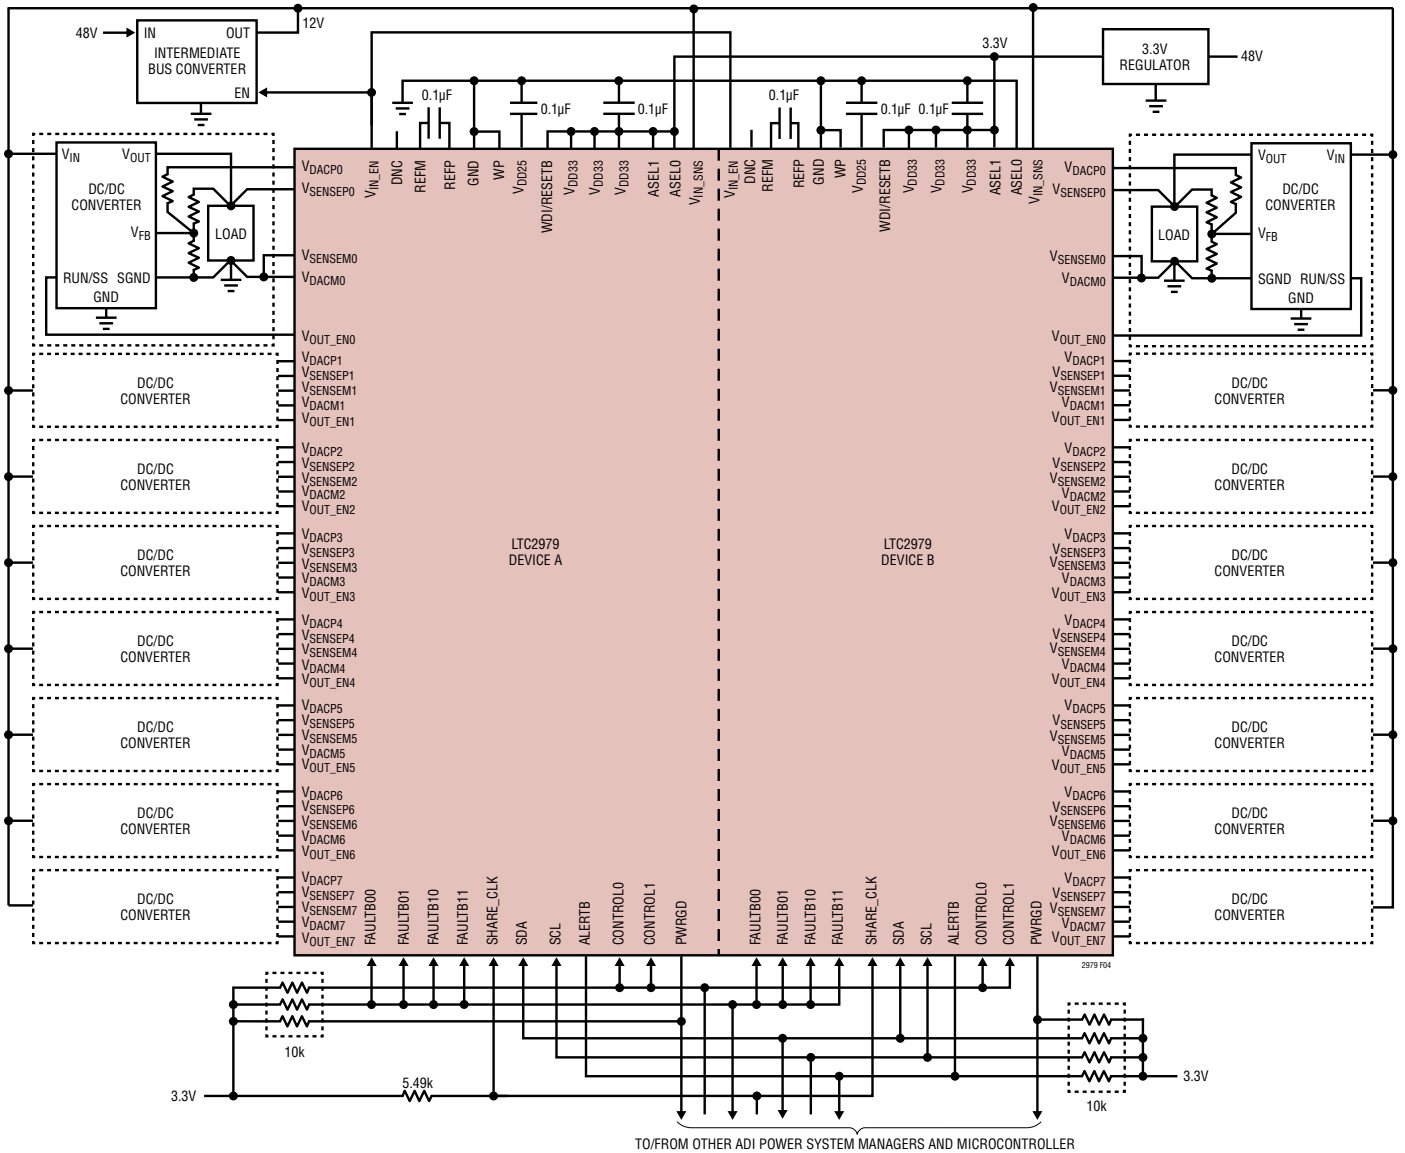 48V
IN
OUT
12V
INTERMEDIATE
BUS CONVERTER
EN
3.3V
3.3V
REGULATOR
48V
0.1µF
0.1µF
0.1µF
0.1µF
0.1µF
0.1µF
VIN_EN
DNC
REFM
REFP
GND
WP
VDD25
WDI/RESETB
VDD33
VDD33
VDD33
ASEL1
ASEL0
VIN_SNS
VIN_EN
DNC
REFM
REFP
GND
WP
VDD25
WDI/RESETB
VDD33
VDD33
VDD33
ASEL1
ASEL0
VIN_SNS
VIN
VOUT
DC/DC
CONVERTER
VFB
LOAD
RUN/SS
SGND
GND
VDACP0
VSENSEP0
VSENSEM0
VDACM0
VOUT_EN0
VDACP0
VSENSEP0
VSENSEM0
VDACM0
VOUT_EN0
VOUT
VIN
DC/DC
CONVERTER
LOAD
VFB
SGND
RUN/SS
GND
DC/DC
CONVERTER
VDACP1
VSENSEP1
VSENSEM1
VDACM1
VOUT_EN1
VDACP1
VSENSEP1
VSENSEM1
VDACM1
VOUT_EN1
DC/DC
CONVERTER
DC/DC
CONVERTER
VDACP2
VSENSEP2
VSENSEM2
VDACM2
VOUT_EN2
VDACP2
VSENSEP2
VSENSEM2
VDACM2
VOUT_EN2
DC/DC
CONVERTER
DC/DC
CONVERTER
VDACP3
VSENSEP3
VSENSEM3
VDACM3
VOUT_EN3
LTC2979
DEVICE A
LTC2979
DEVICE B
VDACP3
VSENSEP3
VSENSEM3
VDACM3
VOUT_EN3
DC/DC
CONVERTER
DC/DC
CONVERTER
VDACP4
VSENSEP4
VSENSEM4
VDACM4
VOUT_EN4
VDACP4
VSENSEP4
VSENSEM4
VDACM4
VOUT_EN4
DC/DC
CONVERTER
DC/DC
CONVERTER
VDACP5
VSENSEP5
VSENSEM5
VDACM5
VOUT_EN5
VDACP5
VSENSEP5
VSENSEM5
VDACM5
VOUT_EN5
DC/DC
CONVERTER
DC/DC
CONVERTER
VDACP6
VSENSEP6
VSENSEM6
VDACM6
VOUT_EN6
VDACP6
VSENSEP6
VSENSEM6
VDACM6
VOUT_EN6
DC/DC
CONVERTER
DC/DC
CONVERTER
VDACP7
VSENSEP7
VSENSEM7
VDACM7
VOUT_EN7
VDACP7
VSENSEP7
VSENSEM7
VDACM7
VOUT_EN7
DC/DC
CONVERTER
FAULTB00
FAULTB01
FAULTB10
FAULTB11
SHARE_CLK
SDA
SCL
ALERTB
CONTROL0
CONTROL1
PWRGD
FAULTB00
FAULTB01
FAULTB10
FAULTB11
SHARE_CLK
SDA
SCL
ALERTB
CONTROL0
CONTROL1
PWRGD
2979 F04
10k
3.3V
5.49k
3.3V
10k
TO/FROM OTHER ADI POWER SYSTEM MANAGERS AND MICROCONTROLLER